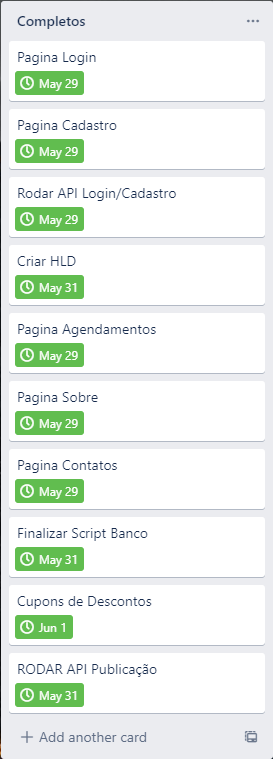 Completos
Pagina Login
May 29
Pagina Cadastro
May 29
Rodar API Login/Cadastro
May 29
Criar HLD
May 31
Pagina Agendamentos
May 29
Pagina Sobre
May 29
Pagina Contatos
May 29
Finalizar Script Banco
May 31
Cupons de Descontos
Jun 1
RODAR API Publicação
May 31
Add another card